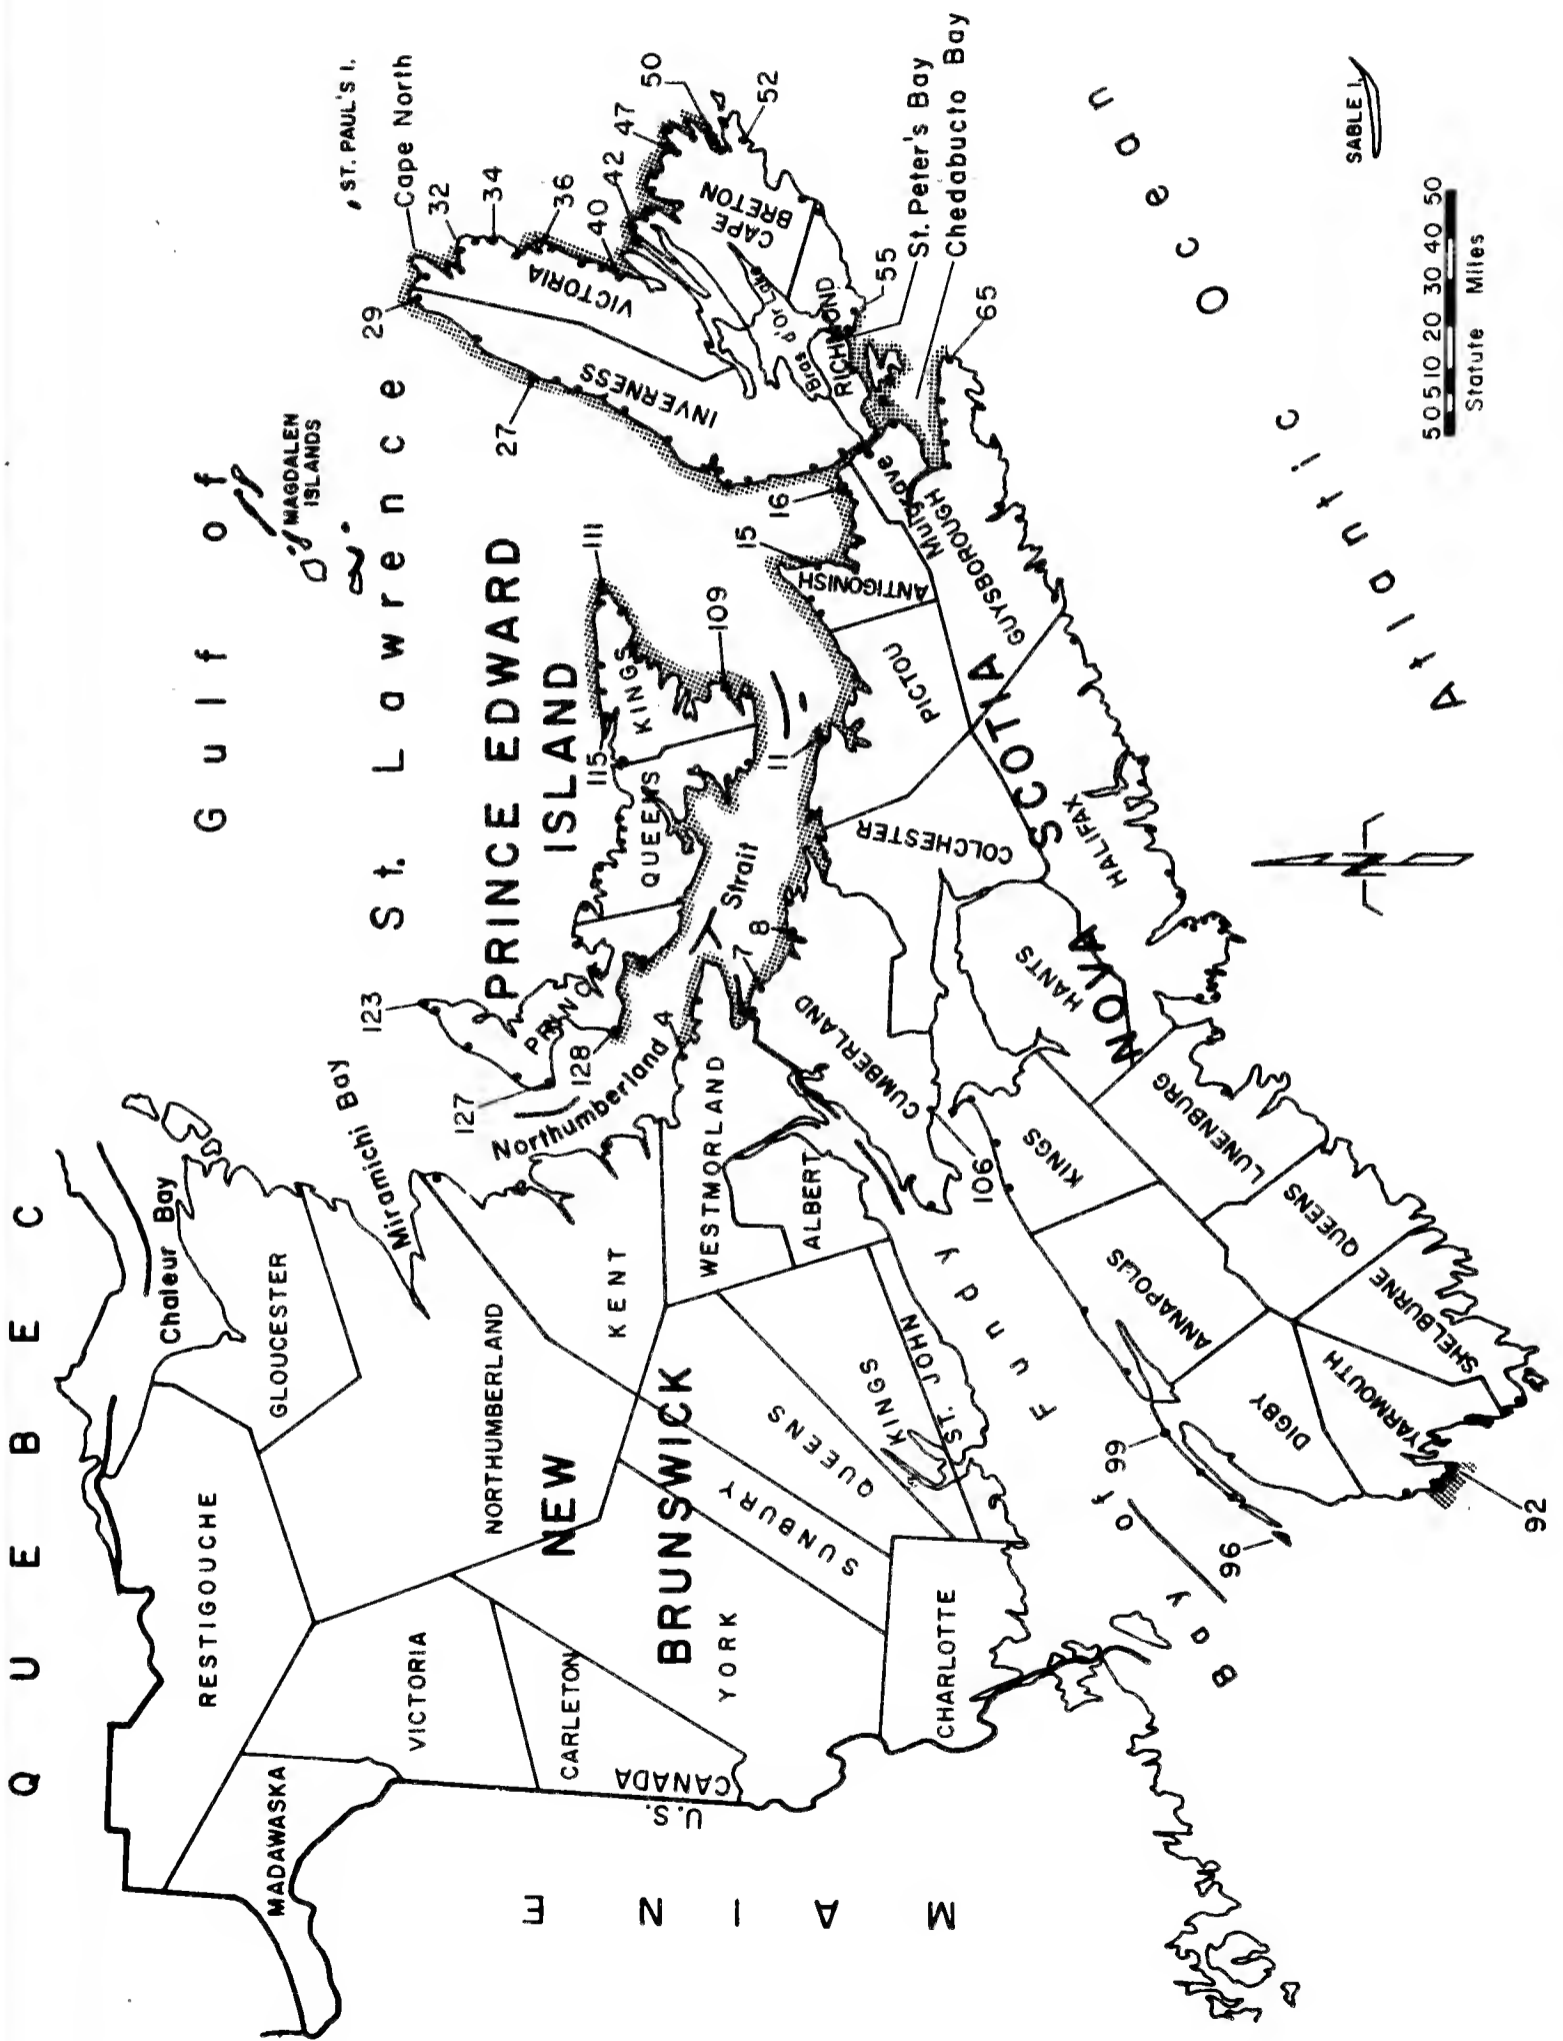 QUEBEC
Gulf of
St. Lawrence
MAGDALEN
ISLANDS
ST. PAUL'S I.
Cape North
Chaleur Bay
Miramichi Bay
RESTIGOUCHE
GLOUCESTER
MADAWASKA
VICTORIA
NORTHUMBERLAND
CARLETON
KENT
NEW
BRUNSWICK
YORK
SUNBURY
QUEENS
KINGS
ST. JOHN
CHARLOTTE
WESTMORLAND
ALBERT
U.S.
CANADA
MAINE
PRINCE EDWARD
ISLAND
PRINCE
QUEENS
KINGS
Northumberland
Strait
123
127
128
115
111
109
4
7
8
11
15
16
27
29
32
34
36
40
42
47
50
52
55
65
INVERNESS
VICTORIA
CAPE
BRETON
Bras d'Or Lake
RICHMOND
St. Peter's Bay
Chedabucto Bay
Mulgrave
GUYSBOROUGH
ANTIGONISH
PICTOU
COLCHESTER
CUMBERLAND
NOVA SCOTIA
HALIFAX
HANTS
KINGS
LUNENBURG
ANNAPOLIS
QUEENS
DIGBY
SHELBURNE
YARMOUTH
106
99
96
92
Bay of Fundy
Atlantic Ocean
SABLE I.
N
5 0 5 10 20 30 40 50
Statute Miles